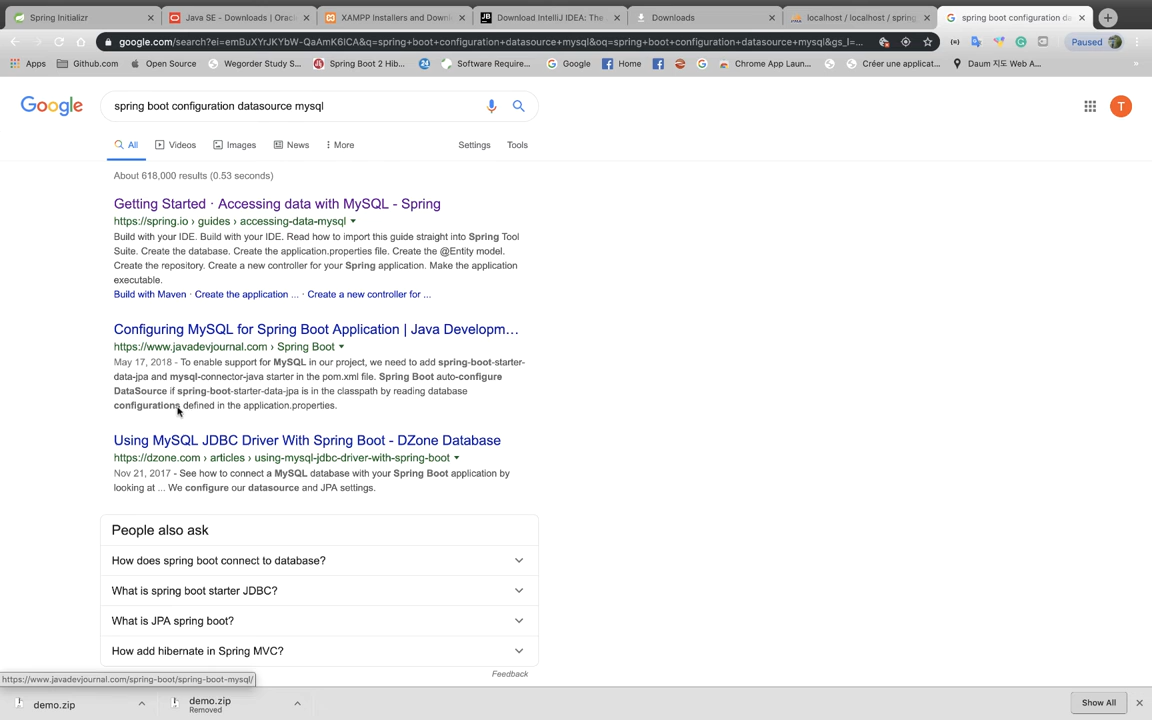 Spring Initializr
Java SE - Downloads | Oracl
XAMPP Installers and Downl
Download IntelliJ IDEA: The
Downloads
localhost / localhost / spring
spring boot configuration da
google.com/search?ei=emBuXYrJKYbW-QaAmK6ICA&q=spring+boot+configuration+datasource+mysql&oq=spring+boot+configuration+datasource+mysql&gs_l=...
Paused
Apps
Github.com
Open Source
Wegorder Study S...
Spring Boot 2 Hib...
Software Require...
Google
Home
Chrome App Laun...
Créer une applicat...
Daum 지도 Web A...
Google
spring boot configuration datasource mysql
T
All
Videos
Images
News
More
Settings
Tools
About 618,000 results (0.53 seconds)
Getting Started · Accessing data with MySQL - Spring
https://spring.io › guides › accessing-data-mysql
Build with your IDE. Build with your IDE. Read how to import this guide straight into Spring Tool
Suite. Create the database. Create the application.properties file. Create the @Entity model.
Create the repository. Create a new controller for your Spring application. Make the application
executable.
Build with Maven · Create the application ... · Create a new controller for ...
Configuring MySQL for Spring Boot Application | Java Developm...
https://www.javadevjournal.com › Spring Boot
May 17, 2018 - To enable support for MySQL in our project, we need to add spring-boot-starter-
data-jpa and mysql-connector-java starter in the pom.xml file. Spring Boot auto-configure
DataSource if spring-boot-starter-data-jpa is in the classpath by reading database
configurations defined in the application.properties.
Using MySQL JDBC Driver With Spring Boot - DZone Database
https://dzone.com › articles › using-mysql-jdbc-driver-with-spring-boot
Nov 21, 2017 - See how to connect a MySQL database with your Spring Boot application by
looking at ... We configure our datasource and JPA settings.
People also ask
How does spring boot connect to database?
What is spring boot starter JDBC?
What is JPA spring boot?
How add hibernate in Spring MVC?
Feedback
https://www.javadevjournal.com/spring-boot/spring-boot-mysql/
demo.zip
demo.zip
Removed
Show All